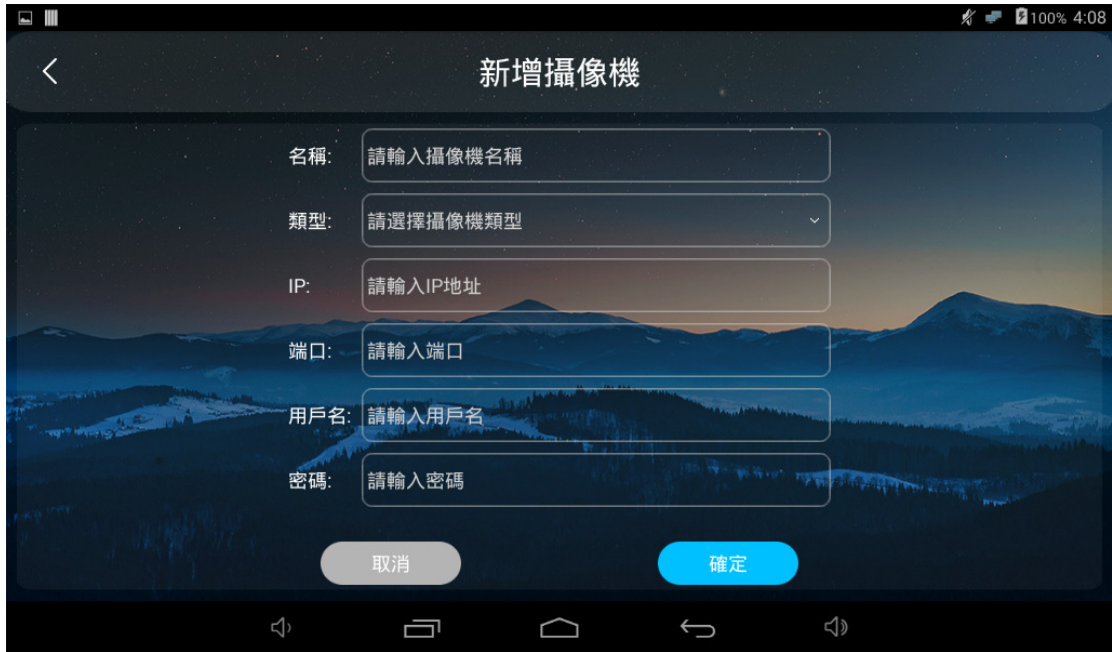 100% 4:08
新增攝像機
名稱: 請輸入攝像機名稱
類型: 請選擇攝像機類型
IP: 請輸入IP地址
端口: 請輸入端口
用戶名: 請輸入用戶名
密碼: 請輸入密碼
取消 確定